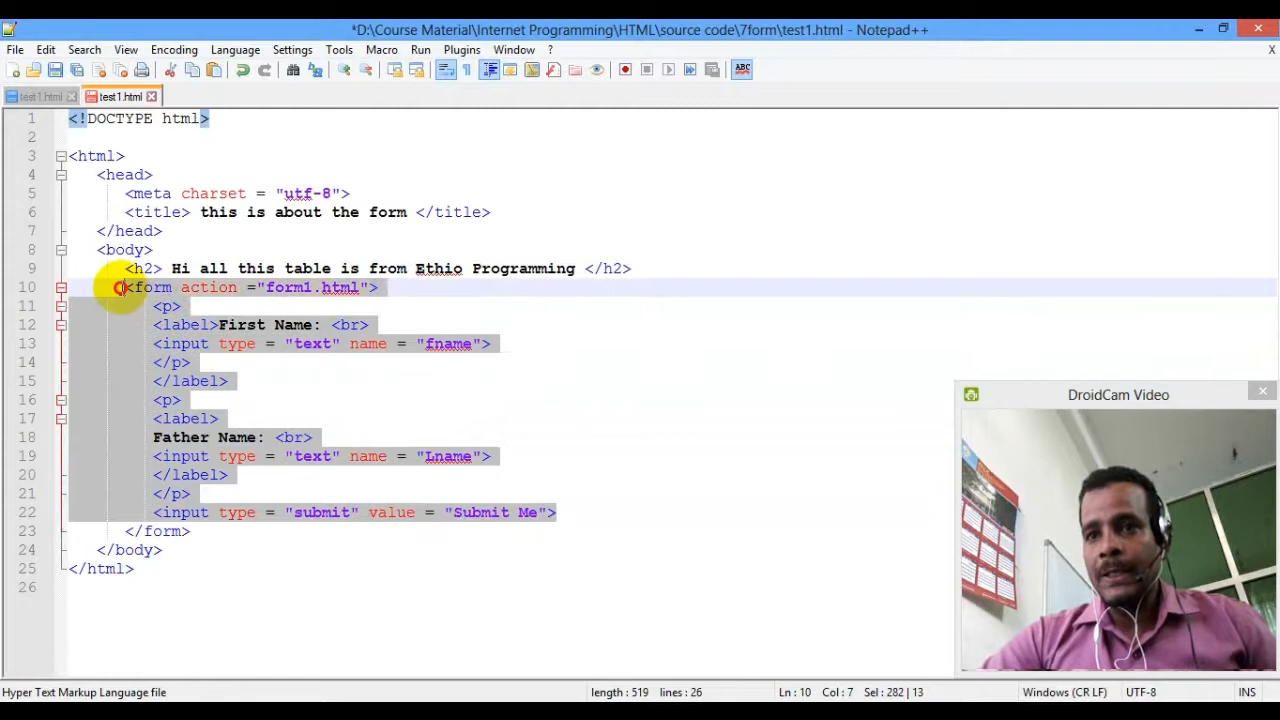 *D:\Course Material\Internet Programming\HTML\source code\7form\test1.html - Notepad++
File Edit Search View Encoding Language Settings Tools Macro Run Plugins Window ? X
ABC
test1.html test1.html
1 <!DOCTYPE html>
2
3 <html>
4 <head>
5 <meta charset = "utf-8">
6 <title> this is about the form </title>
7 </head>
8 <body>
9 <h2> Hi all this table is from Ethio Programming </h2>
10 <form action ="form1.html">
11 <p>
12 <label>First Name: <br>
13 <input type = "text" name = "fname">
14 </p>
15 </label>
16 <p>
17 <label>
18 Father Name: <br>
19 <input type = "text" name = "Lname">
20 </label>
21 </p>
22 <input type = "submit" value = "Submit Me">
23 </form>
24 </body>
25 </html>
26
DroidCam Video
Hyper Text Markup Language file length : 519 lines : 26 Ln : 10 Col : 7 Sel : 282 | 13 Windows (CR LF) UTF-8 INS